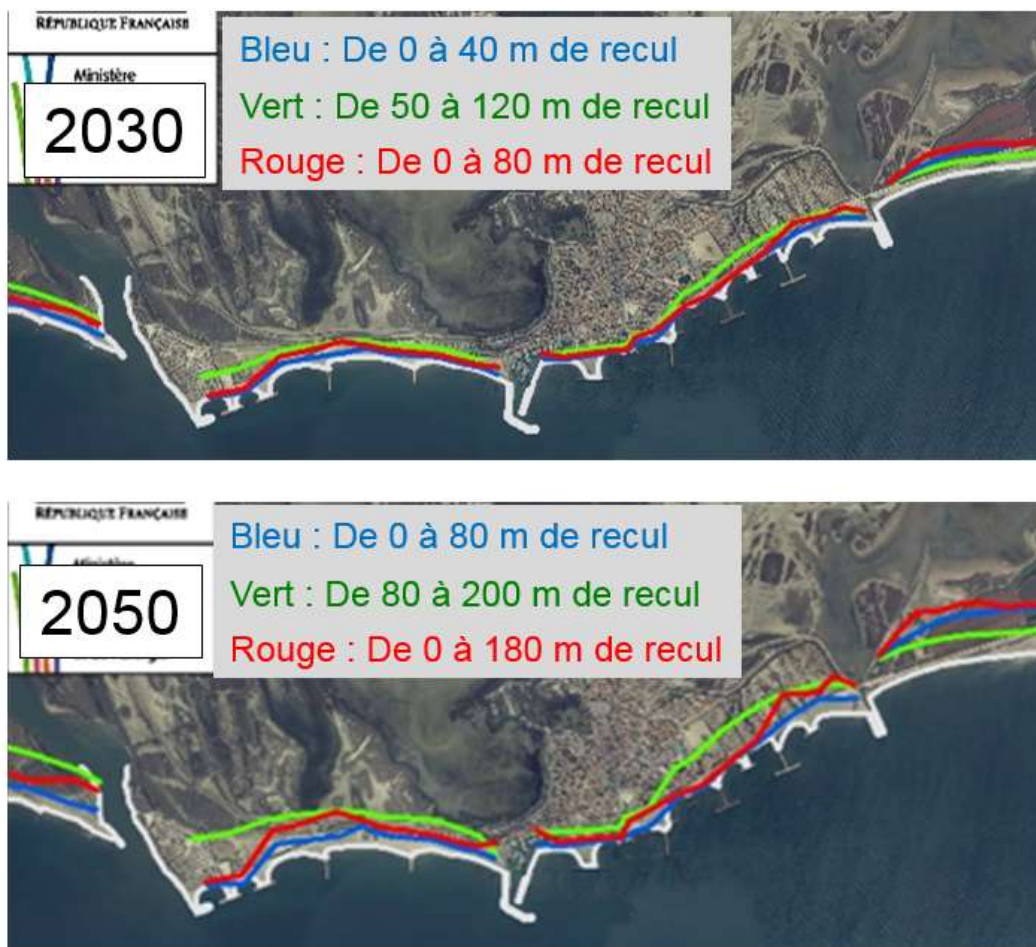 RÉPUBLIQUE FRANÇAISE
Ministère
2030
Bleu : De 0 à 40 m de recul
Vert : De 50 à 120 m de recul
Rouge : De 0 à 80 m de recul
RÉPUBLIQUE FRANÇAISE
2050
Bleu : De 0 à 80 m de recul
Vert : De 80 à 200 m de recul
Rouge : De 0 à 180 m de recul